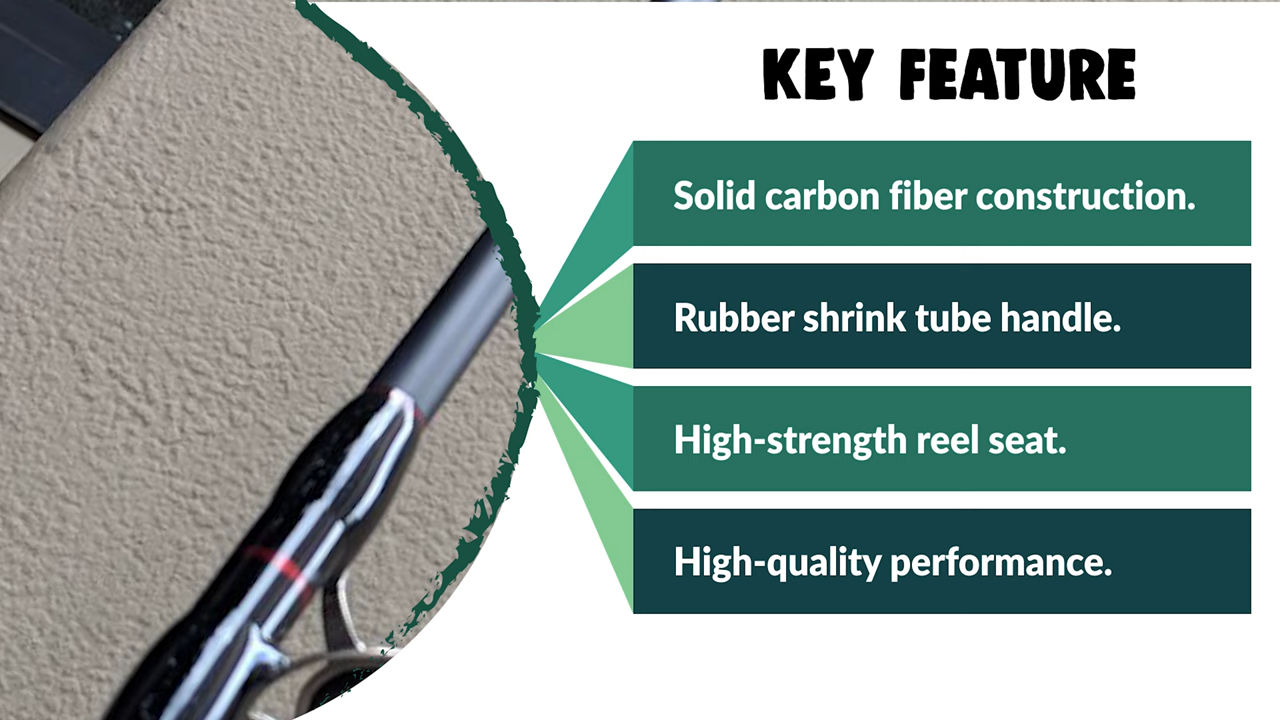 KEY FEATURE
Solid carbon fiber construction.
Rubber shrink tube handle.
High-strength reel seat.
High-quality performance.